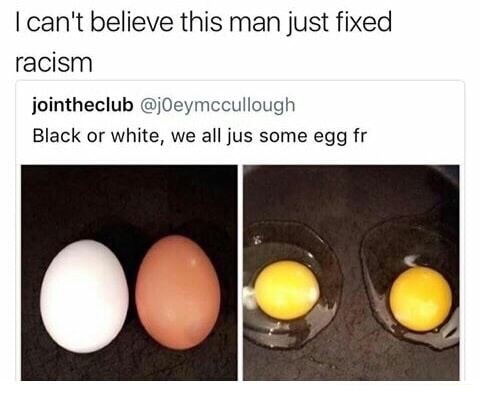 I can't believe this man just fixed
racism
jointheclub @j0eymccullough
Black or white, we all jus some egg fr